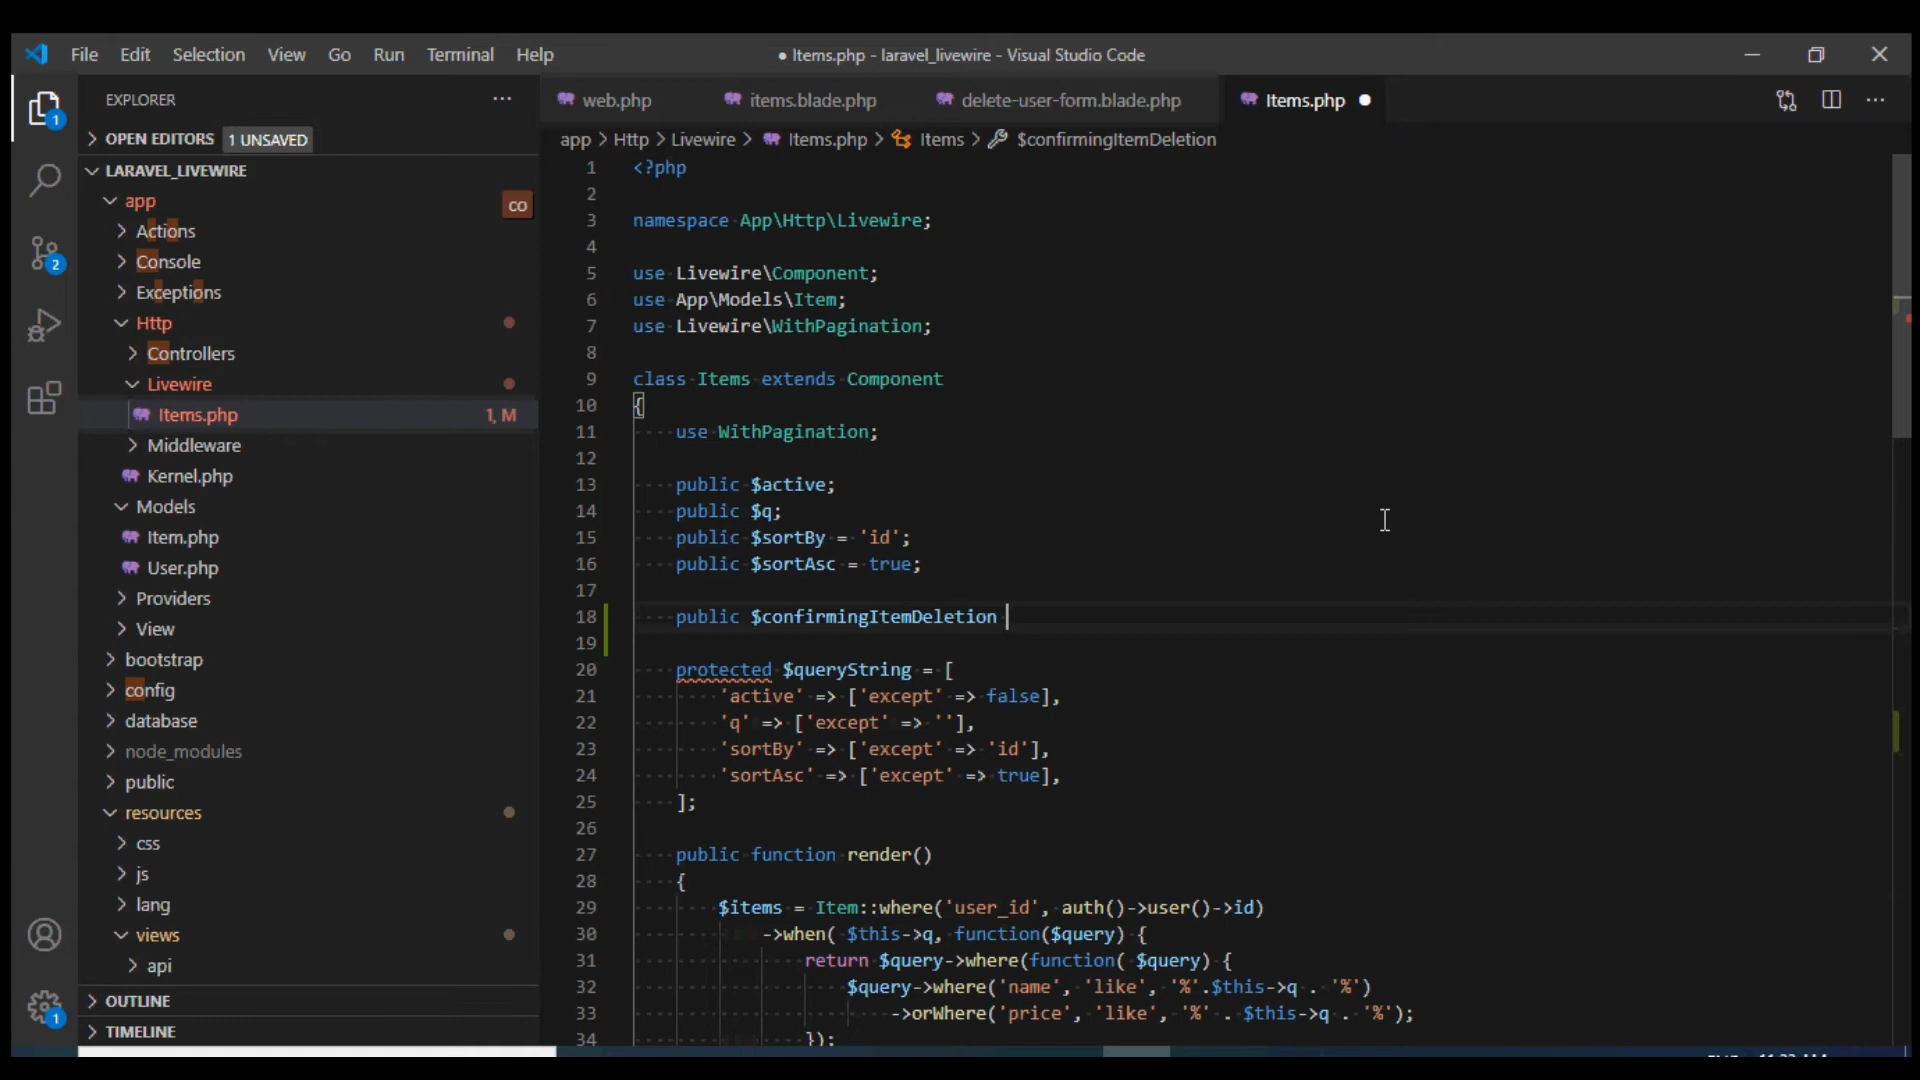 File Edit Selection View Go Run Terminal Help
● Items.php - laravel_livewire - Visual Studio Code
EXPLORER
OPEN EDITORS 1 UNSAVED
LARAVEL_LIVEWIRE
app
co
Actions
Console
Exceptions
Http
Controllers
Livewire
Items.php 1, M
Middleware
Kernel.php
Models
Item.php
User.php
Providers
View
bootstrap
config
database
node_modules
public
resources
css
js
lang
views
api
OUTLINE
TIMELINE
1
2
1
web.php items.blade.php delete-user-form.blade.php Items.php ●
app > Http > Livewire > Items.php > Items > $confirmingItemDeletion
1 <?php
2
3 namespace App\Http\Livewire;
4
5 use Livewire\Component;
6 use App\Models\Item;
7 use Livewire\WithPagination;
8
9 class Items extends Component
10 {
11 use WithPagination;
12
13 public $active;
14 public $q;
15 public $sortBy = 'id';
16 public $sortAsc = true;
17
18 public $confirmingItemDeletion
19
20 protected $queryString = [
21 'active' => ['except' => false],
22 'q' => ['except' => ''],
23 'sortBy' => ['except' => 'id'],
24 'sortAsc' => ['except' => true],
25 ];
26
27 public function render()
28 {
29 $items = Item::where('user_id', auth()->user()->id)
30 ->when( $this->q, function($query) {
31 return $query->where(function( $query) {
32 $query->where('name', 'like', '%'.$this->q . '%')
33 ->orWhere('price', 'like', '%' . $this->q . '%');
34 });